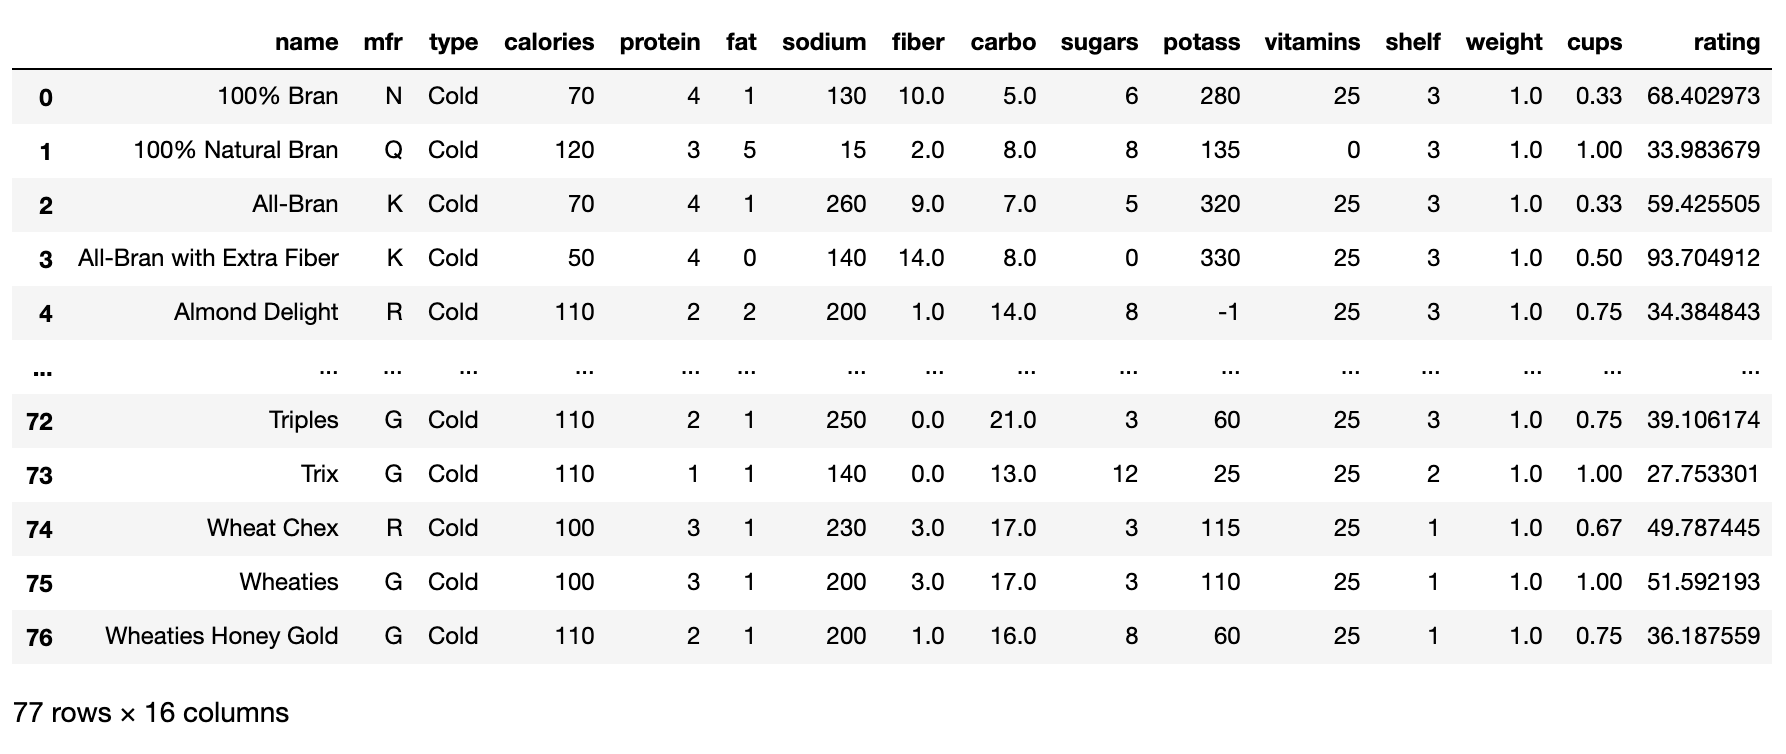 name mfr type calories protein fat sodium fiber carbo sugars potass vitamins shelf weight cups rating
0 100% Bran N Cold 70 4 1 130 10.0 5.0 6 280 25 3 1.0 0.33 68.402973
1 100% Natural Bran Q Cold 120 3 5 15 2.0 8.0 8 135 0 3 1.0 1.00 33.983679
2 All-Bran K Cold 70 4 1 260 9.0 7.0 5 320 25 3 1.0 0.33 59.425505
3 All-Bran with Extra Fiber K Cold 50 4 0 140 14.0 8.0 0 330 25 3 1.0 0.50 93.704912
4 Almond Delight R Cold 110 2 2 200 1.0 14.0 8 -1 25 3 1.0 0.75 34.384843
... ... ... ... ... ... ... ... ... ... ... ... ... ... ... ... ...
72 Triples G Cold 110 2 1 250 0.0 21.0 3 60 25 3 1.0 0.75 39.106174
73 Trix G Cold 110 1 1 140 0.0 13.0 12 25 25 2 1.0 1.00 27.753301
74 Wheat Chex R Cold 100 3 1 230 3.0 17.0 3 115 25 1 1.0 0.67 49.787445
75 Wheaties G Cold 100 3 1 200 3.0 17.0 3 110 25 1 1.0 1.00 51.592193
76 Wheaties Honey Gold G Cold 110 2 1 200 1.0 16.0 8 60 25 1 1.0 0.75 36.187559
77 rows × 16 columns